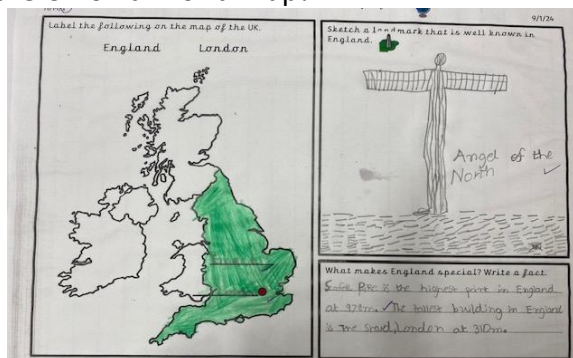 9/1/24
Label the following on the map of the UK.
England London
Sketch a landmark that is well known in
England.
Angel of the
North
What makes England special? Write a fact.
is the highest point in England
at 978m. The tallest building in England
is The Shard, London at 310m.